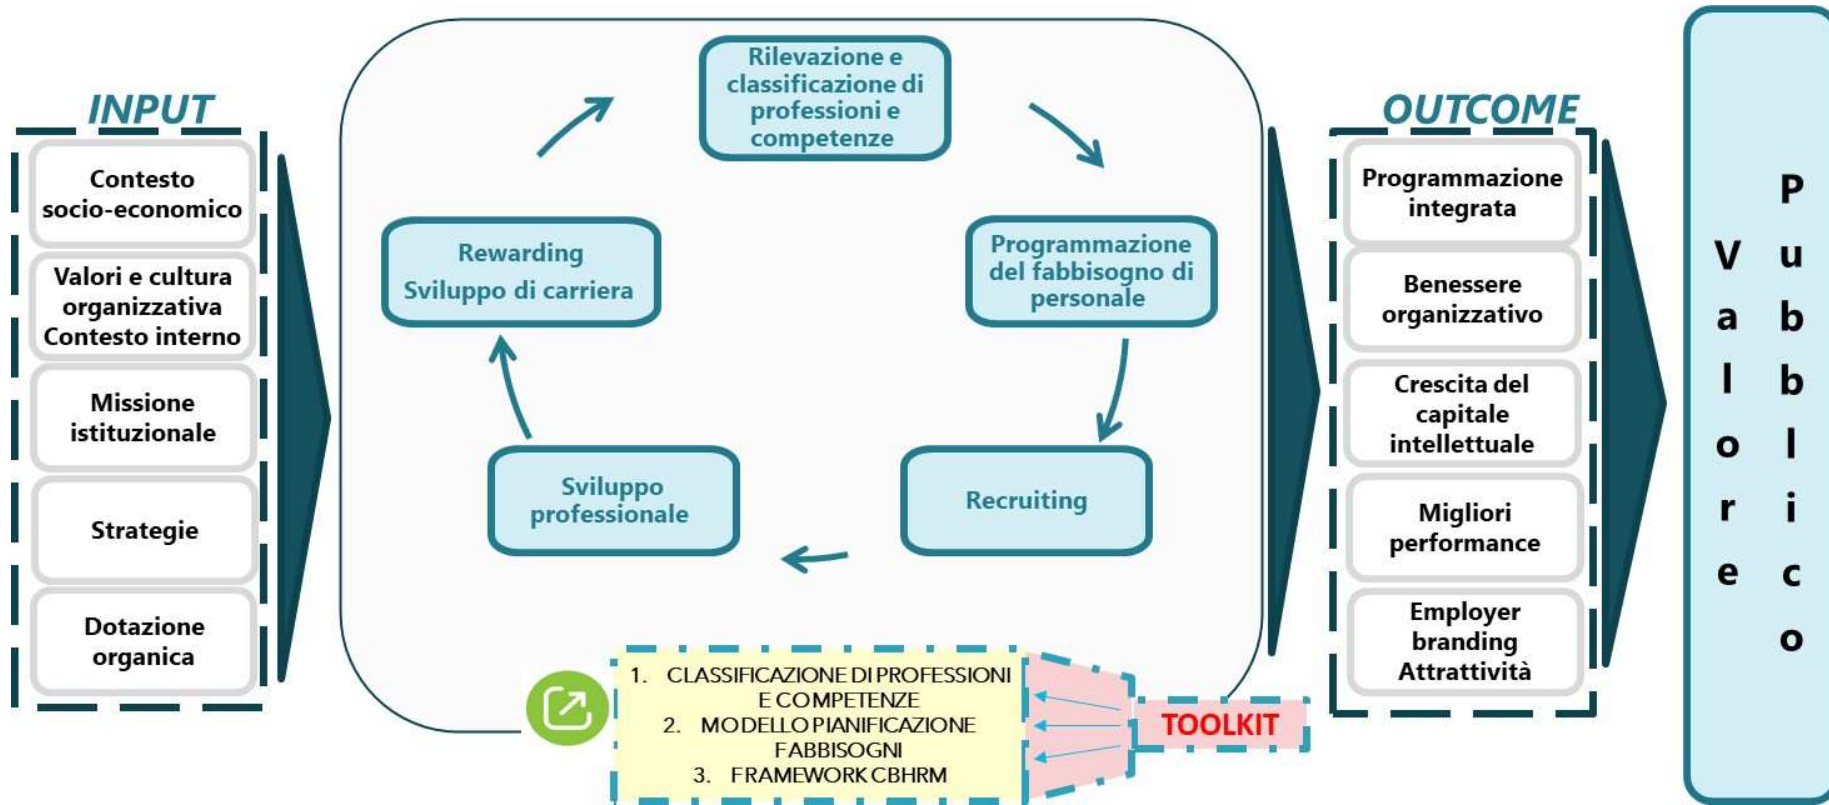 INPUT
Contesto
socio-economico
Valori e cultura
organizzativa
Contesto interno
Missione
istituzionale
Strategie
Dotazione
organica
Rilevazione e
classificazione di
professioni e
competenze
Programmazione
del fabbisogno di
personale
Recruiting
Sviluppo
professionale
Rewarding
Sviluppo di carriera
1. CLASSIFICAZIONE DI PROFESSIONI
E COMPETENZE
2. MODELLO PIANIFICAZIONE
FABBISOGNI
3. FRAMEWORK CBHRM
TOOLKIT
OUTCOME
Programmazione
integrata
Benessere
organizzativo
Crescita del
capitale
intellettuale
Migliori
performance
Employer
branding
Attrattività
Valore
Pubblico